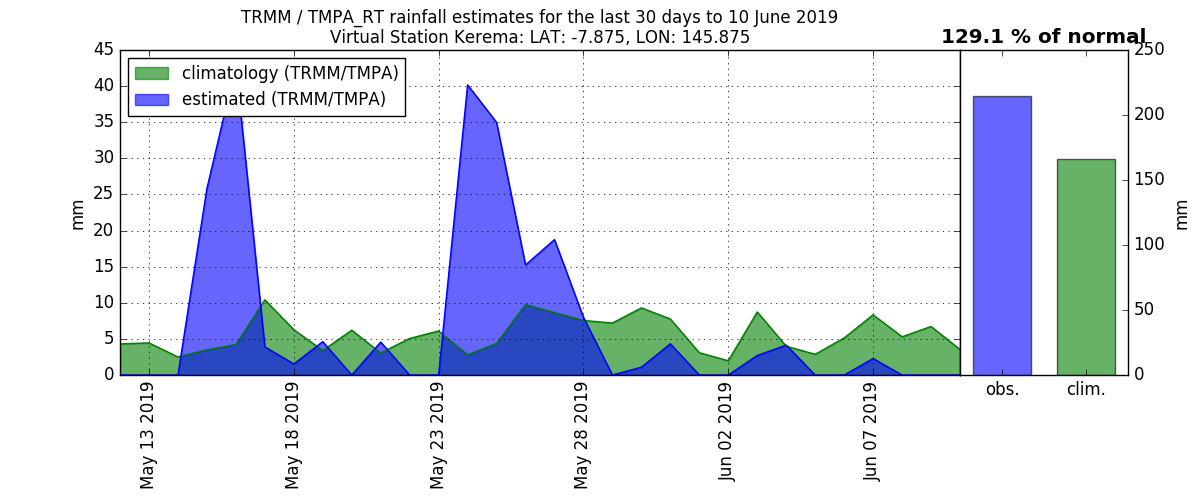 TRMM / TMPA_RT rainfall estimates for the last 30 days to 10 June 2019
Virtual Station Kerema: LAT: -7.875, LON: 145.875
129.1 % of normal
climatology (TRMM/TMPA)
estimated (TRMM/TMPA)
45
40
35
30
25
20
15
10
5
0
mm
May 13 2019
May 18 2019
May 23 2019
May 28 2019
Jun 02 2019
Jun 07 2019
250
200
150
100
50
0
mm
obs.
clim.